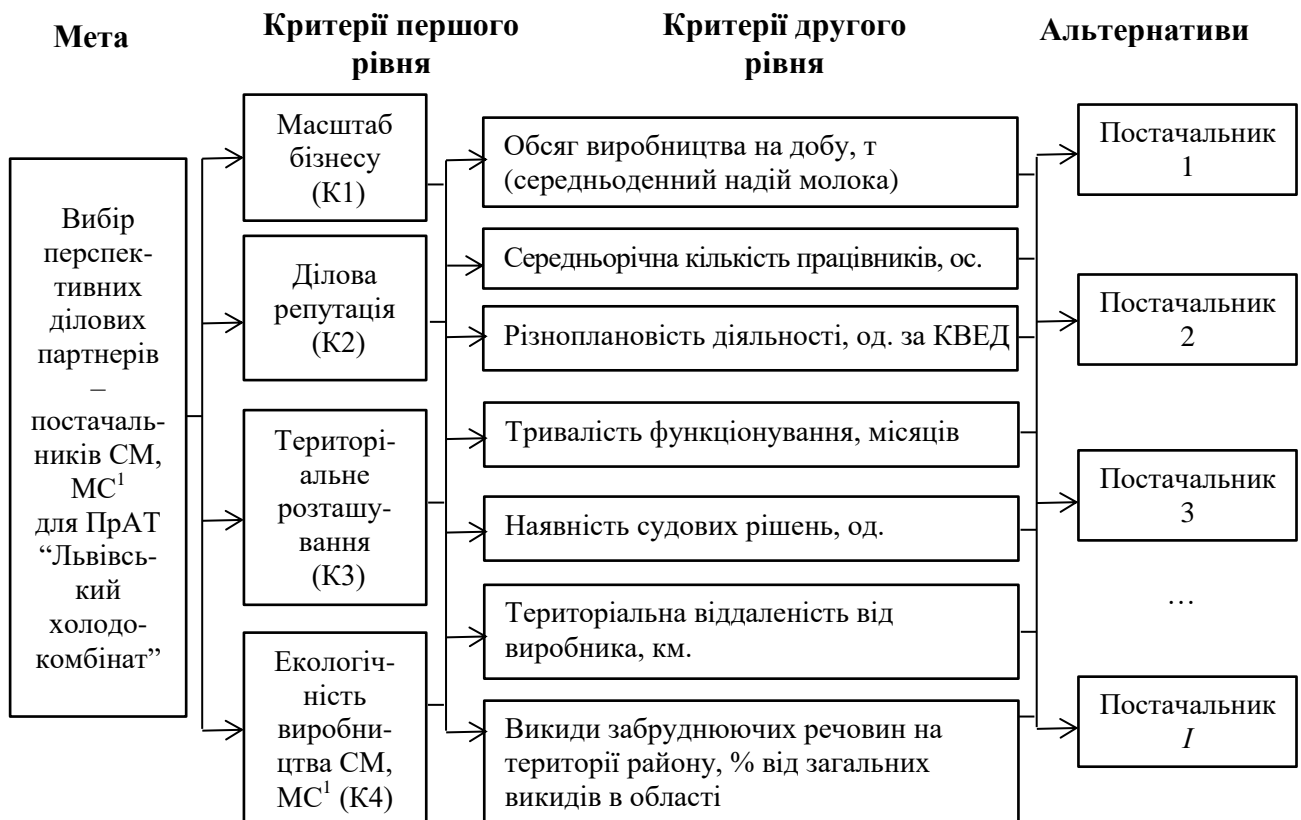 Мета
Критерії першого
рівня
Критерії другого
рівня
Альтернативи
Вибір
перспек-
тивних
ділових
партнерів
–
постачаль-
ників СМ,
МС¹
для ПрАТ
“Львівсь-
кий
холодо-
комбінат”
Масштаб
бізнесу
(К1)
Ділова
репутація
(К2)
Територі-
альне
розташу-
вання
(К3)
Екологіч-
ність
виробни-
цтва СМ,
МС¹ (К4)
Обсяг виробництва на добу, т
(середньоденний надій молока)
Середньорічна кількість працівників, ос.
Різноплановість діяльності, од. за КВЕД
Тривалість функціонування, місяців
Наявність судових рішень, од.
Територіальна віддаленість від
виробника, км.
Викиди забруднюючих речовин на
території району, % від загальних
викидів в області
Постачальник
1
Постачальник
2
Постачальник
3
…
Постачальник
I